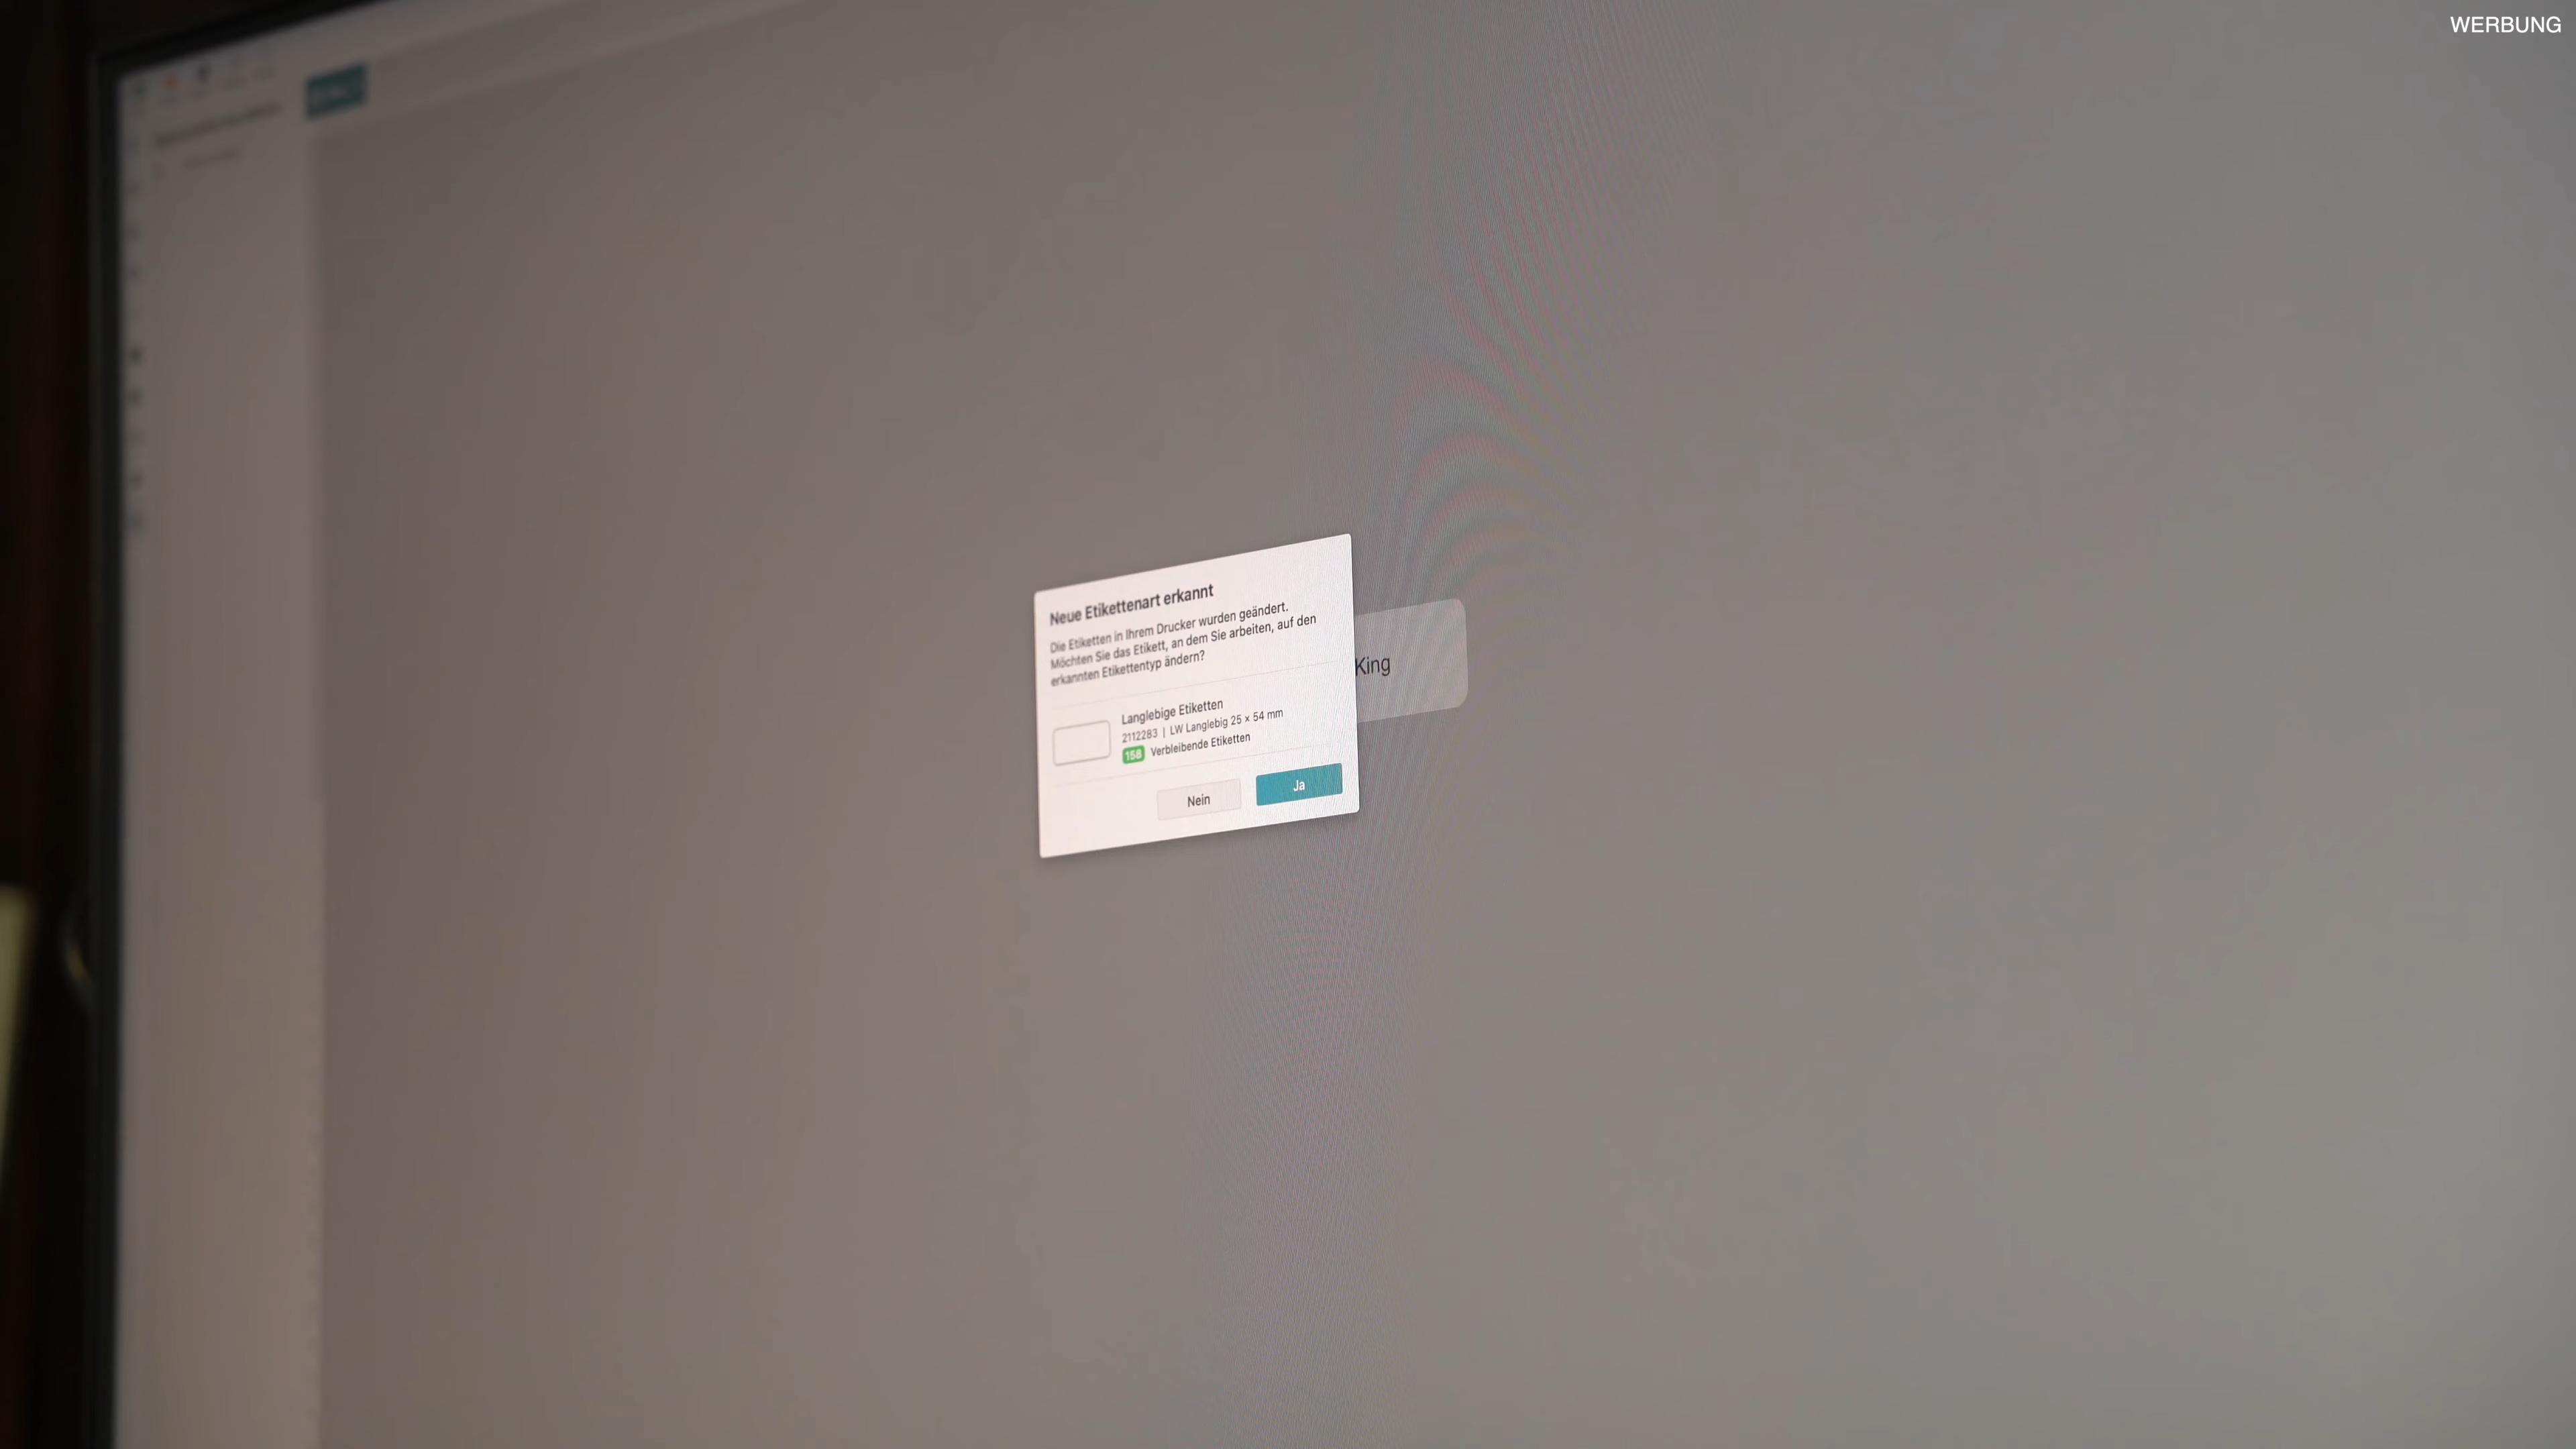 WERBUNG
Neue Etikettenart erkannt
Die Etiketten in Ihrem Drucker wurden geändert.
Möchten Sie das Etikett, an dem Sie arbeiten, auf den
erkannten Etikettentyp ändern?
King
Langlebige Etiketten
2112283 | LW Langlebig 25 x 54 mm
158 Verbleibende Etiketten
Nein
Ja